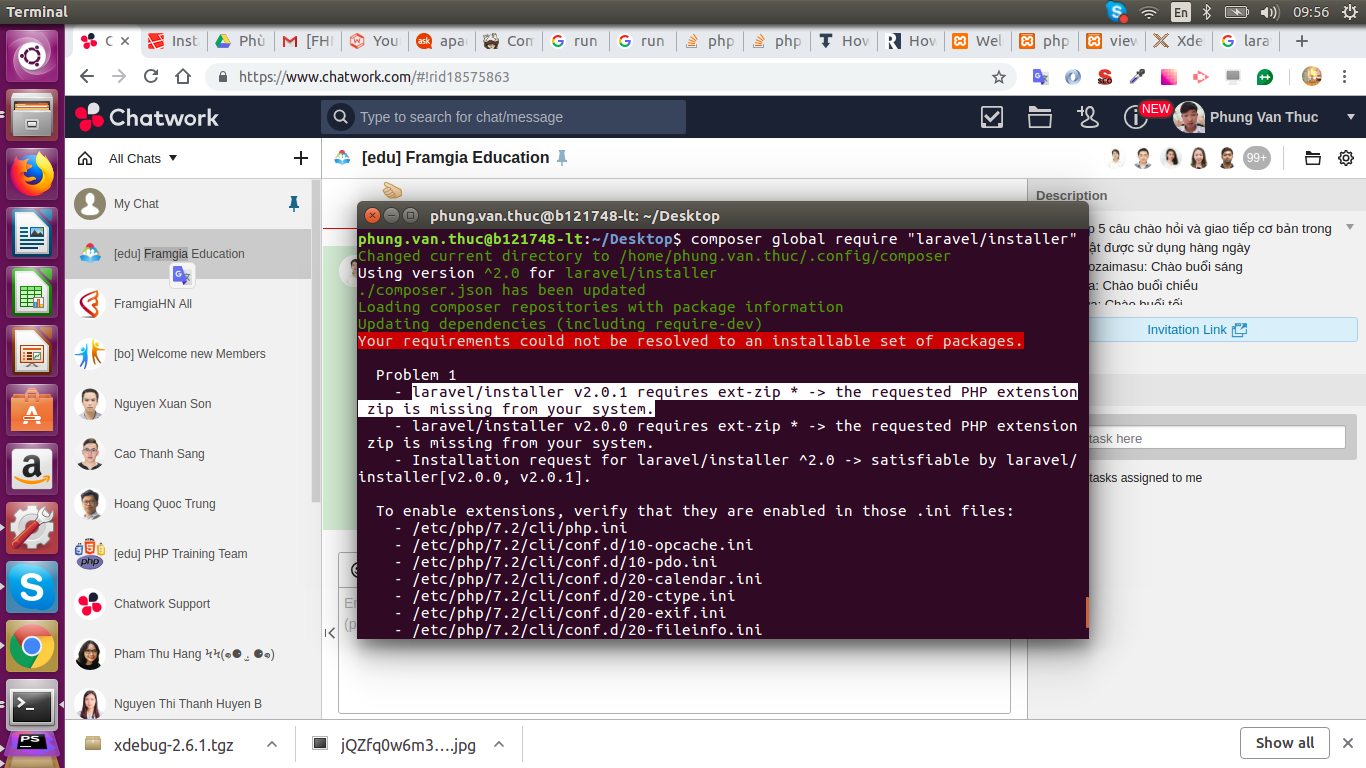 Terminal
En
09:56
C
Inst
Phù
[FH
You
apa
Com
run
run
php
php
Hov
Hov
Wel
php
view
Xde
lara
https://www.chatwork.com/#!rid18575863
Chatwork
Type to search for chat/message
NEW
Phung Van Thuc
All Chats
[edu] Framgia Education
99+
My Chat
[edu] Framgia Education
FramgiaHN All
[bo] Welcome new Members
Nguyen Xuan Son
Cao Thanh Sang
Hoang Quoc Trung
[edu] PHP Training Team
Chatwork Support
Pham Thu Hang
Nguyen Thi Thanh Huyen B
phung.van.thuc@b121748-lt: ~/Desktop
phung.van.thuc@b121748-lt:~/Desktop$ composer global require "laravel/installer"
Changed current directory to /home/phung.van.thuc/.config/composer
Using version ^2.0 for laravel/installer
./composer.json has been updated
Loading composer repositories with package information
Updating dependencies (including require-dev)
Your requirements could not be resolved to an installable set of packages.
Problem 1
- laravel/installer v2.0.1 requires ext-zip * -> the requested PHP extension
zip is missing from your system.
- laravel/installer v2.0.0 requires ext-zip * -> the requested PHP extension
zip is missing from your system.
- Installation request for laravel/installer ^2.0 -> satisfiable by laravel/
installer[v2.0.0, v2.0.1].
To enable extensions, verify that they are enabled in those .ini files:
- /etc/php/7.2/cli/php.ini
- /etc/php/7.2/cli/conf.d/10-opcache.ini
- /etc/php/7.2/cli/conf.d/10-pdo.ini
- /etc/php/7.2/cli/conf.d/20-calendar.ini
- /etc/php/7.2/cli/conf.d/20-ctype.ini
- /etc/php/7.2/cli/conf.d/20-exif.ini
- /etc/php/7.2/cli/conf.d/20-fileinfo.ini
Description
5 câu chào hỏi và giao tiếp cơ bản trong
được sử dụng hàng ngày
ozaimasu: Chào buổi sáng
Chào buổi chiều
Chào buổi tối
Invitation Link
task here
tasks assigned to me
xdebug-2.6.1.tgz
jQZfq0w6m3....jpg
Show all